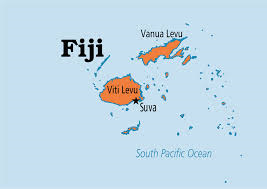 Vanua Levu
Fiji
Viti Levu
Suva
South Pacific Ocean